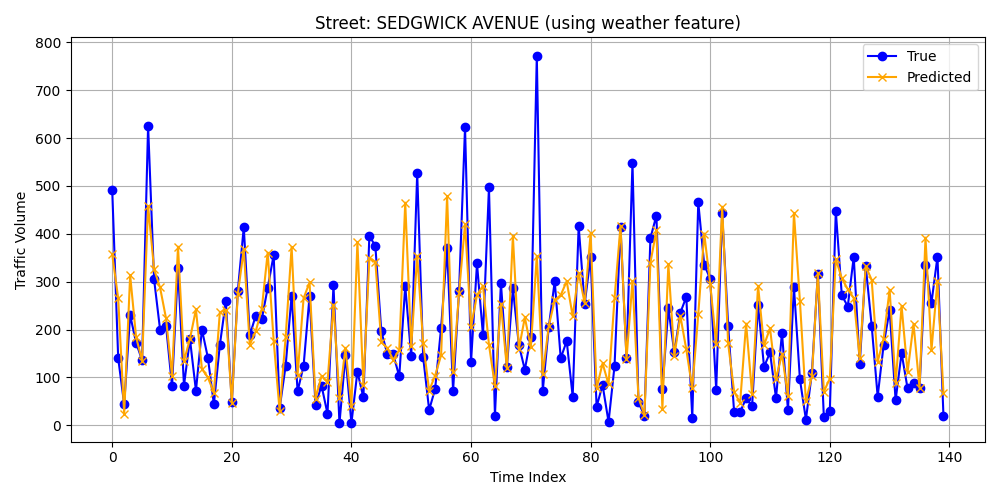 Street: SEDGWICK AVENUE (using weather feature)
True
Predicted
Traffic Volume
800
700
600
500
400
300
200
100
0
0 20 40 60 80 100 120 140
Time Index